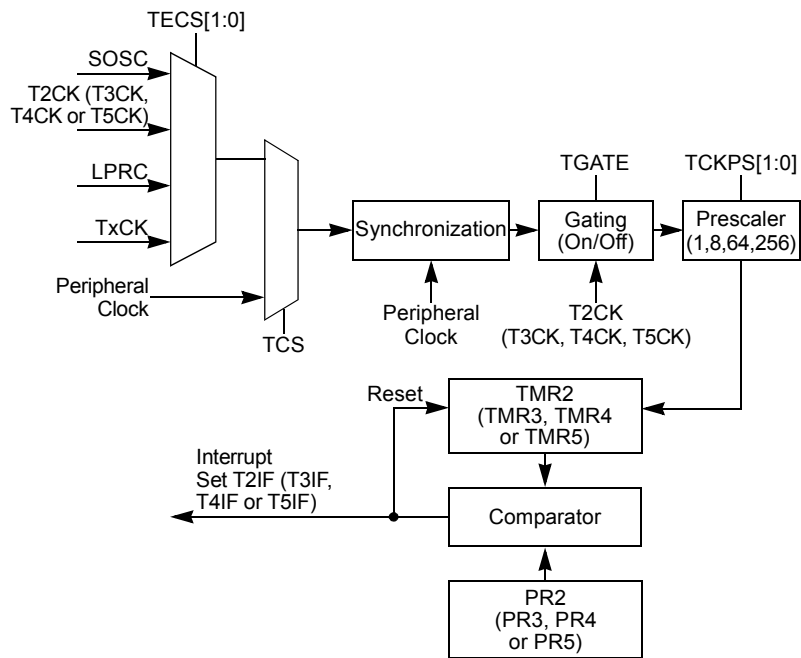 TECS[1:0]
SOSC
T2CK (T3CK,
T4CK or T5CK)
LPRC
TxCK
Peripheral
Clock
TCS
Synchronization
Peripheral
Clock
TGATE
Gating
(On/Off)
T2CK
(T3CK, T4CK, T5CK)
TCKPS[1:0]
Prescaler
(1,8,64,256)
Reset
TMR2
(TMR3, TMR4
or TMR5)
Interrupt
Set T2IF (T3IF,
T4IF or T5IF)
Comparator
PR2
(PR3, PR4
or PR5)